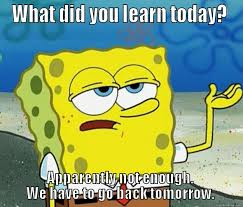 What did you learn today?
Apparently not enough.
We have to go back tomorrow.